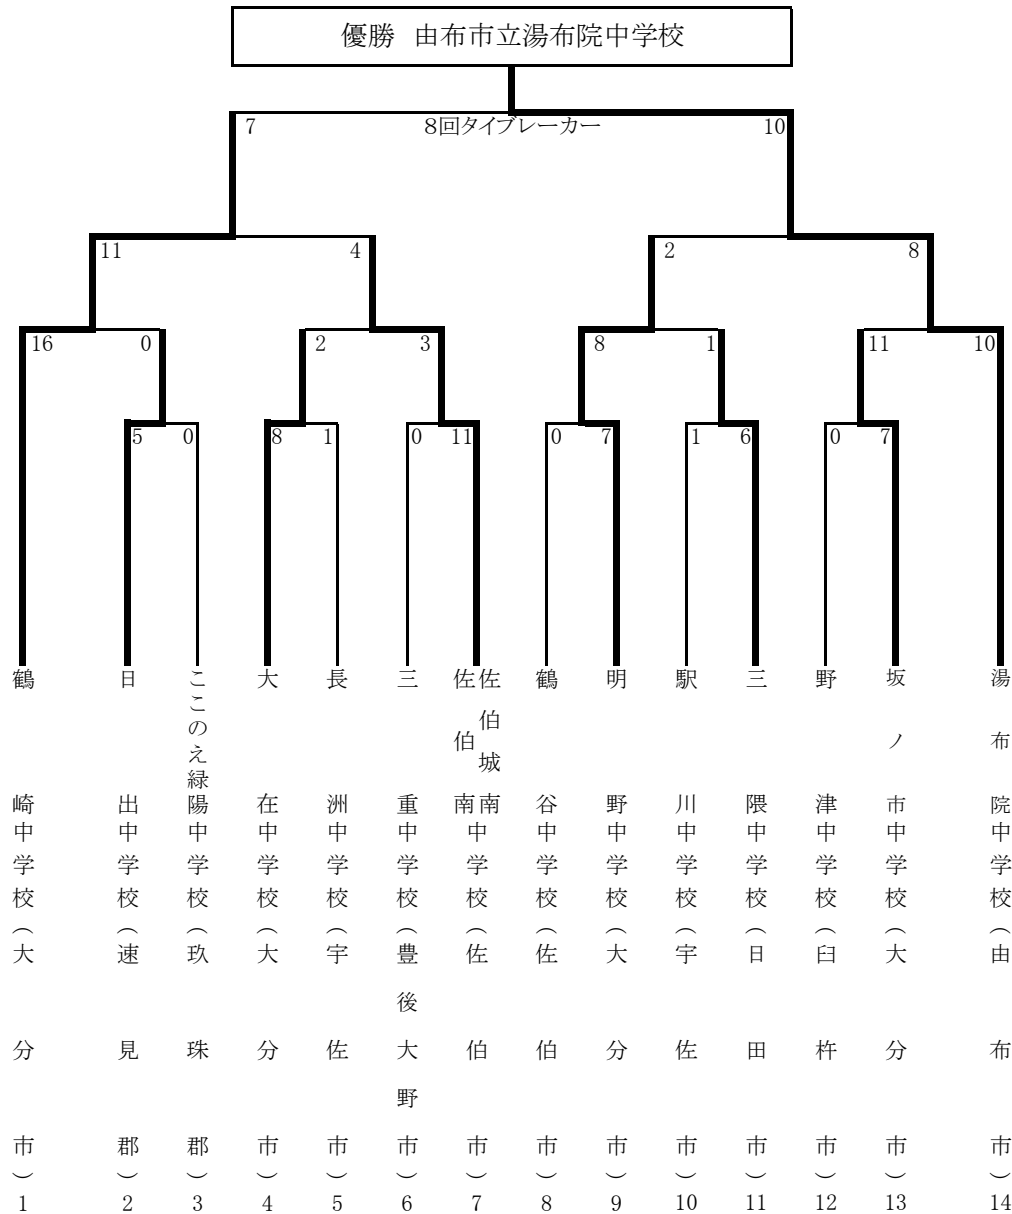 優勝 由布市立湯布院中学校
7 8回タイブレーカー 10
11 4 2 8
16 0 2 3 8 1 11 10
5 0 8 1 0 11 0 7 1 6 0 7
鶴崎中学校(大分市) 1
日出中学校(速見郡) 2
ここのえ緑陽中学校(玖珠郡) 3
大在中学校(大分市) 4
長洲中学校(宇佐市) 5
三重中学校(豊後大野市) 6
佐伯城南
佐伯南中学校(佐伯市) 7
鶴谷中学校(佐伯市) 8
明野中学校(大分市) 9
駅川中学校(宇佐市) 10
三隈中学校(日田市) 11
野津中学校(臼杵市) 12
坂ノ市中学校(大分市) 13
湯布院中学校(由布市) 14